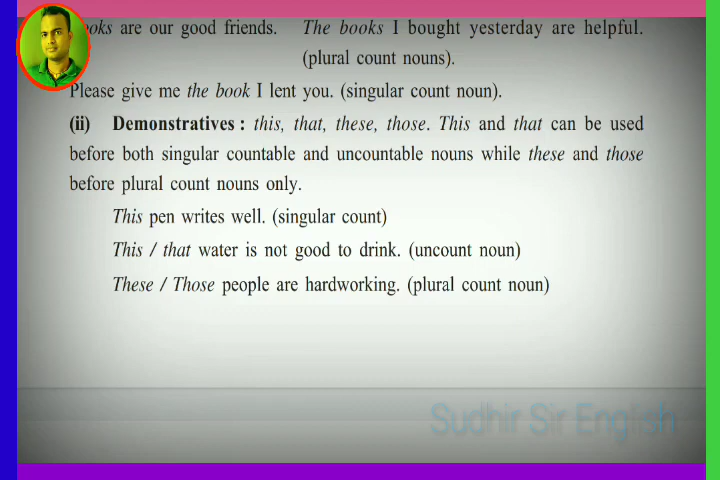 ooks are our good friends. The books I bought yesterday are helpful.
(plural count nouns).
Please give me the book I lent you. (singular count noun).
(ii) Demonstratives : this, that, these, those. This and that can be used
before both singular countable and uncountable nouns while these and those
before plural count nouns only.
This pen writes well. (singular count)
This / that water is not good to drink. (uncount noun)
These / Those people are hardworking. (plural count noun)
Sudhir Sir English